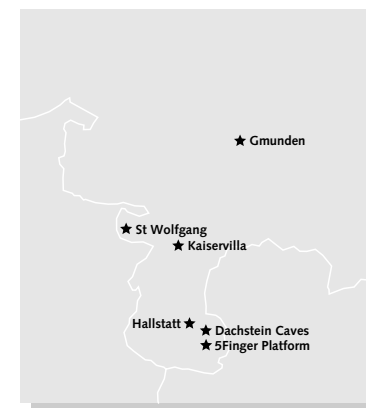 Gmunden
St Wolfgang
Kaiservilla
Hallstatt
Dachstein Caves
5Finger Platform